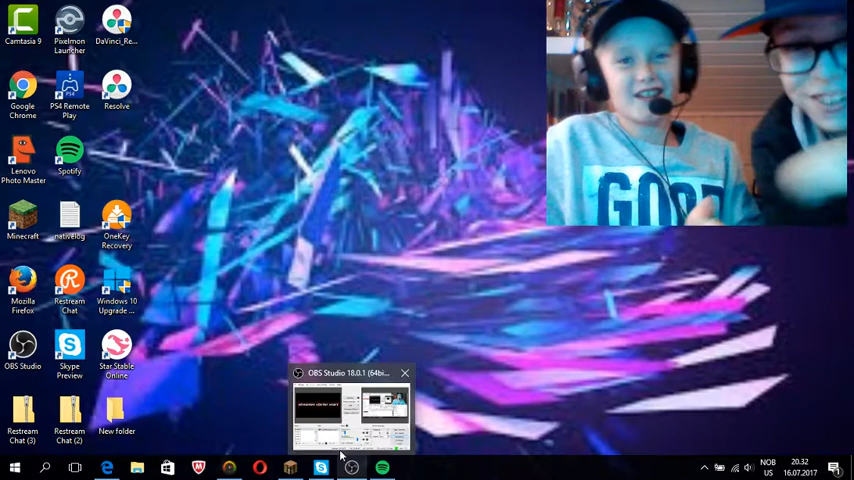 Camtasia 9
Pixelmon
Launcher
DaVinci_Re...
Google
Chrome
PS4 Remote
Play
Resolve
Lenovo
Photo Master
Spotify
Minecraft
nativelog
OneKey
Recovery
Mozilla
Firefox
Restream
Chat
Windows 10
Upgrade ...
OBS Studio
Skype
Preview
Star Stable
Online
Restream
Chat (3)
Restream
Chat (2)
New folder
GOOD
OBS Studio 18.0.1 (64bi...
NOB
US
20.32
16.07.2017